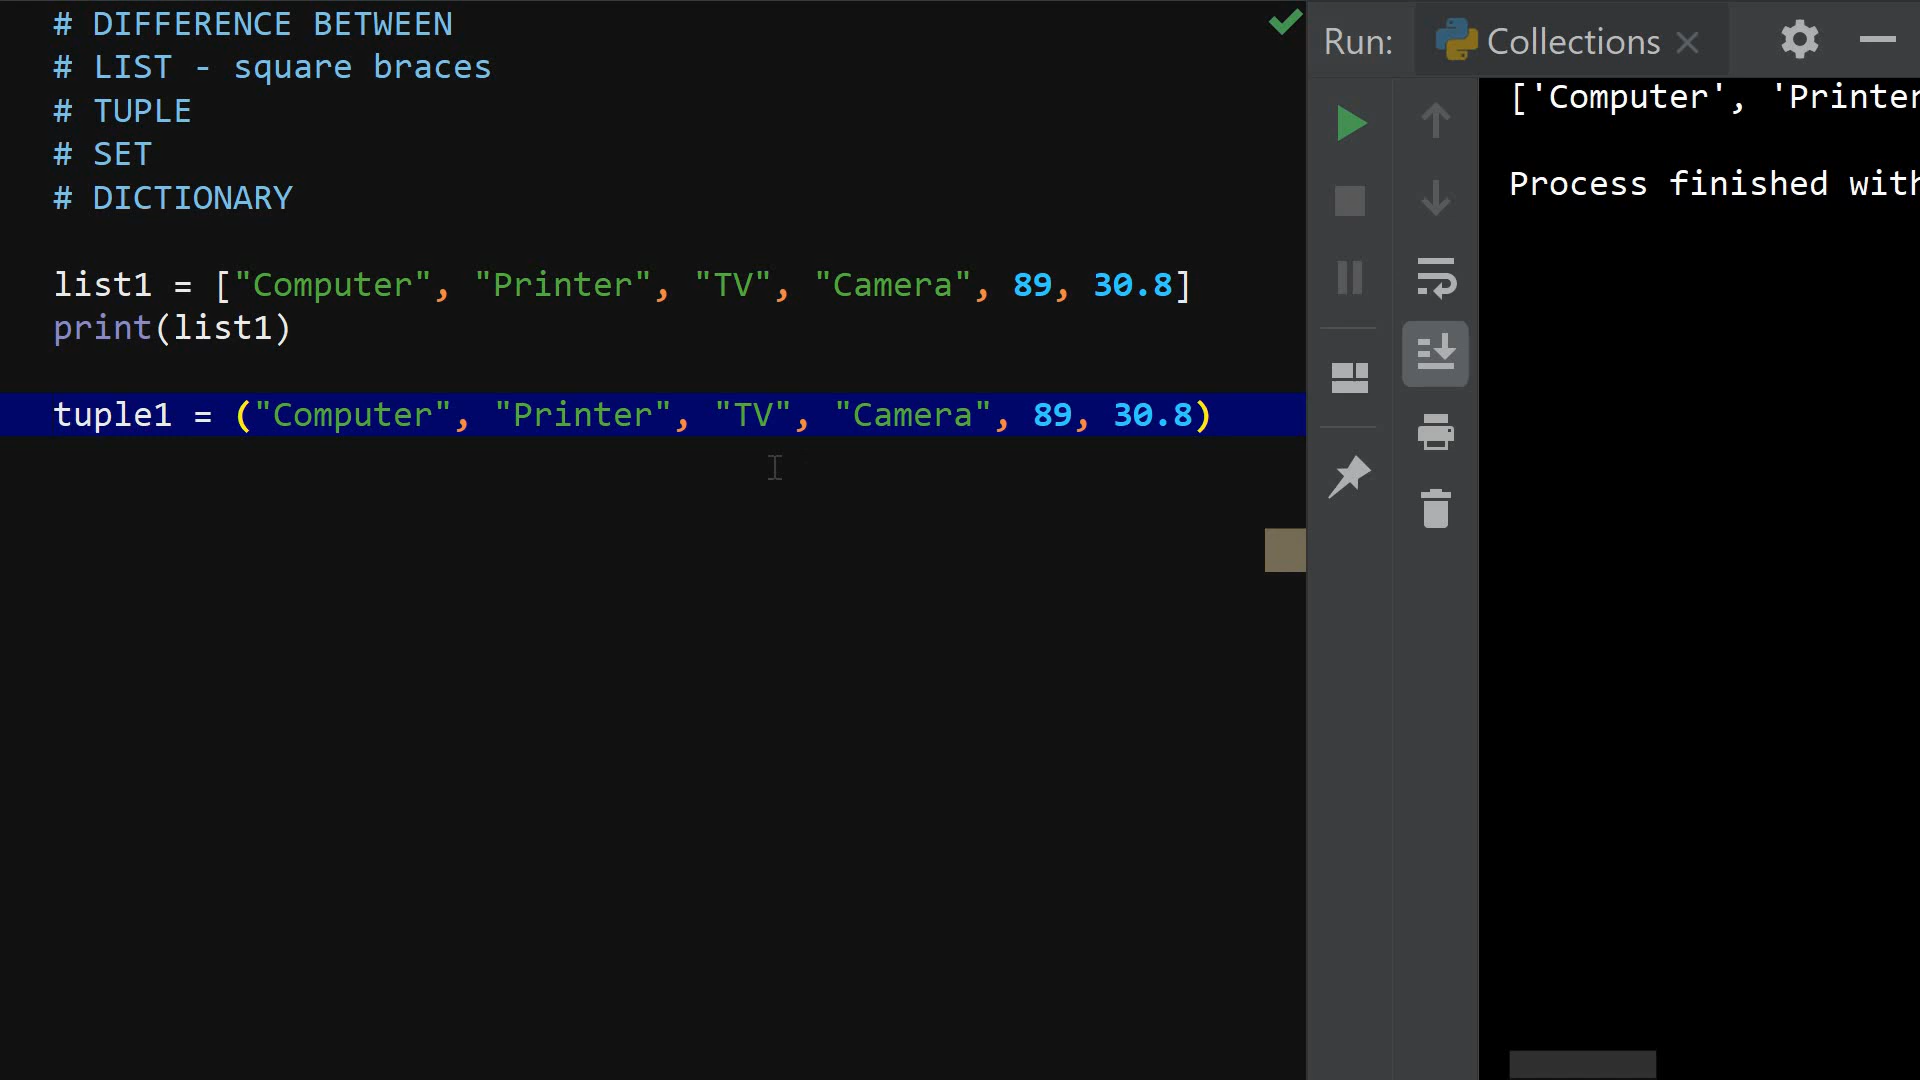 # DIFFERENCE BETWEEN
# LIST - square braces
# TUPLE
# SET
# DICTIONARY
list1 = ["Computer", "Printer", "TV", "Camera", 89, 30.8]
print(list1)
tuple1 = ("Computer", "Printer", "TV", "Camera", 89, 30.8)
Run: Collections
['Computer', 'Printer
Process finished with